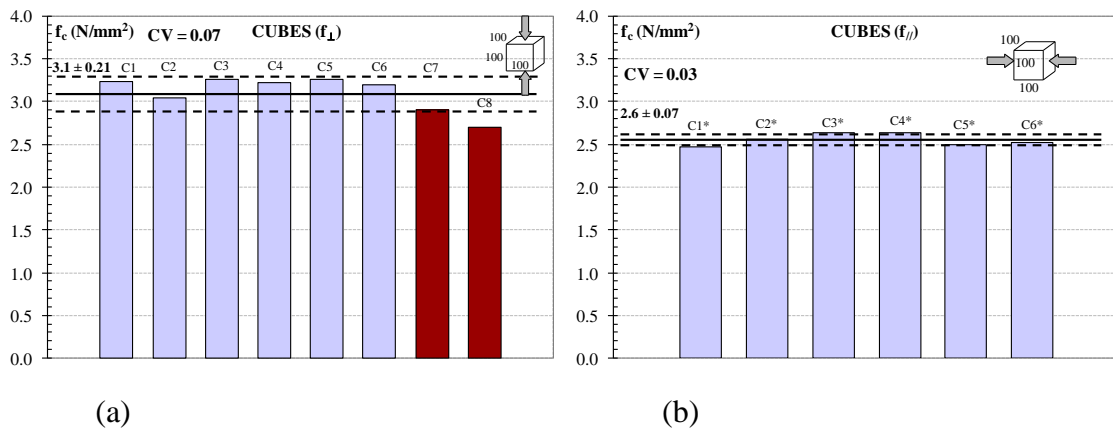 4.0
3.5
3.0
2.5
2.0
1.5
1.0
0.5
0.0
f_c (N/mm²) CV = 0.07 CUBES (f⊥)
3.1 ± 0.21
C1 C2 C3 C4 C5 C6 C7
C8
100
100
100
(a)
4.0
3.5
3.0
2.5
2.0
1.5
1.0
0.5
0.0
f_c (N/mm²) CUBES (f//)
CV = 0.03
2.6 ± 0.07
C1* C2* C3* C4* C5* C6*
100
100
100
(b)